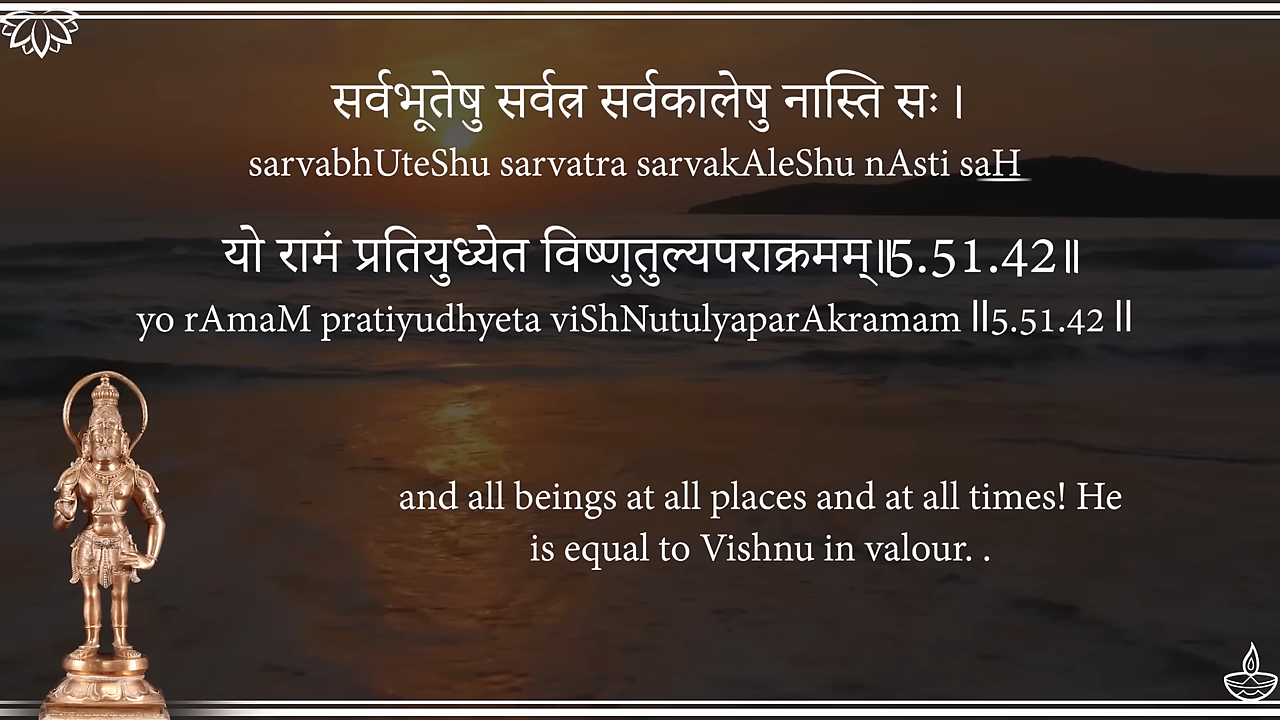 सर्वभूतेषु सर्वत्र सर्वकालेषु नास्ति सः ।
sarvabhUteShu sarvatra sarvakAleShu nAsti saH
यो रामं प्रतियुध्येत विष्णुतुल्यपराक्रमम्॥5.51.42॥
yo rAmaM pratiyudhyeta viShNutulyaparAkramam ॥5.51.42 ॥
and all beings at all places and at all times! He
is equal to Vishnu in valour. .